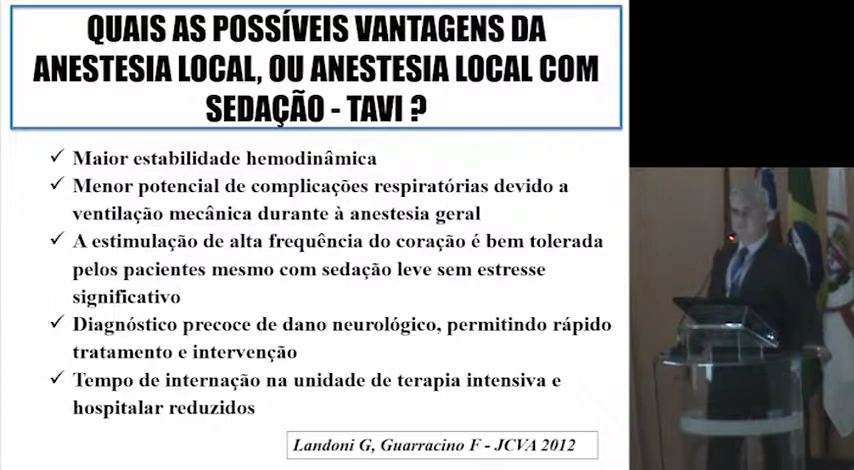 QUAIS AS POSSÍVEIS VANTAGENS DA
ANESTESIA LOCAL, OU ANESTESIA LOCAL COM
SEDAÇÃO - TAVI ?
✓ Maior estabilidade hemodinâmica
✓ Menor potencial de complicações respiratórias devido a
ventilação mecânica durante à anestesia geral
✓ A estimulação de alta frequência do coração é bem tolerada
pelos pacientes mesmo com sedação leve sem estresse
significativo
✓ Diagnóstico precoce de dano neurológico, permitindo rápido
tratamento e intervenção
✓ Tempo de internação na unidade de terapia intensiva e
hospitalar reduzidos
Landoni G, Guarracino F - JCVA 2012